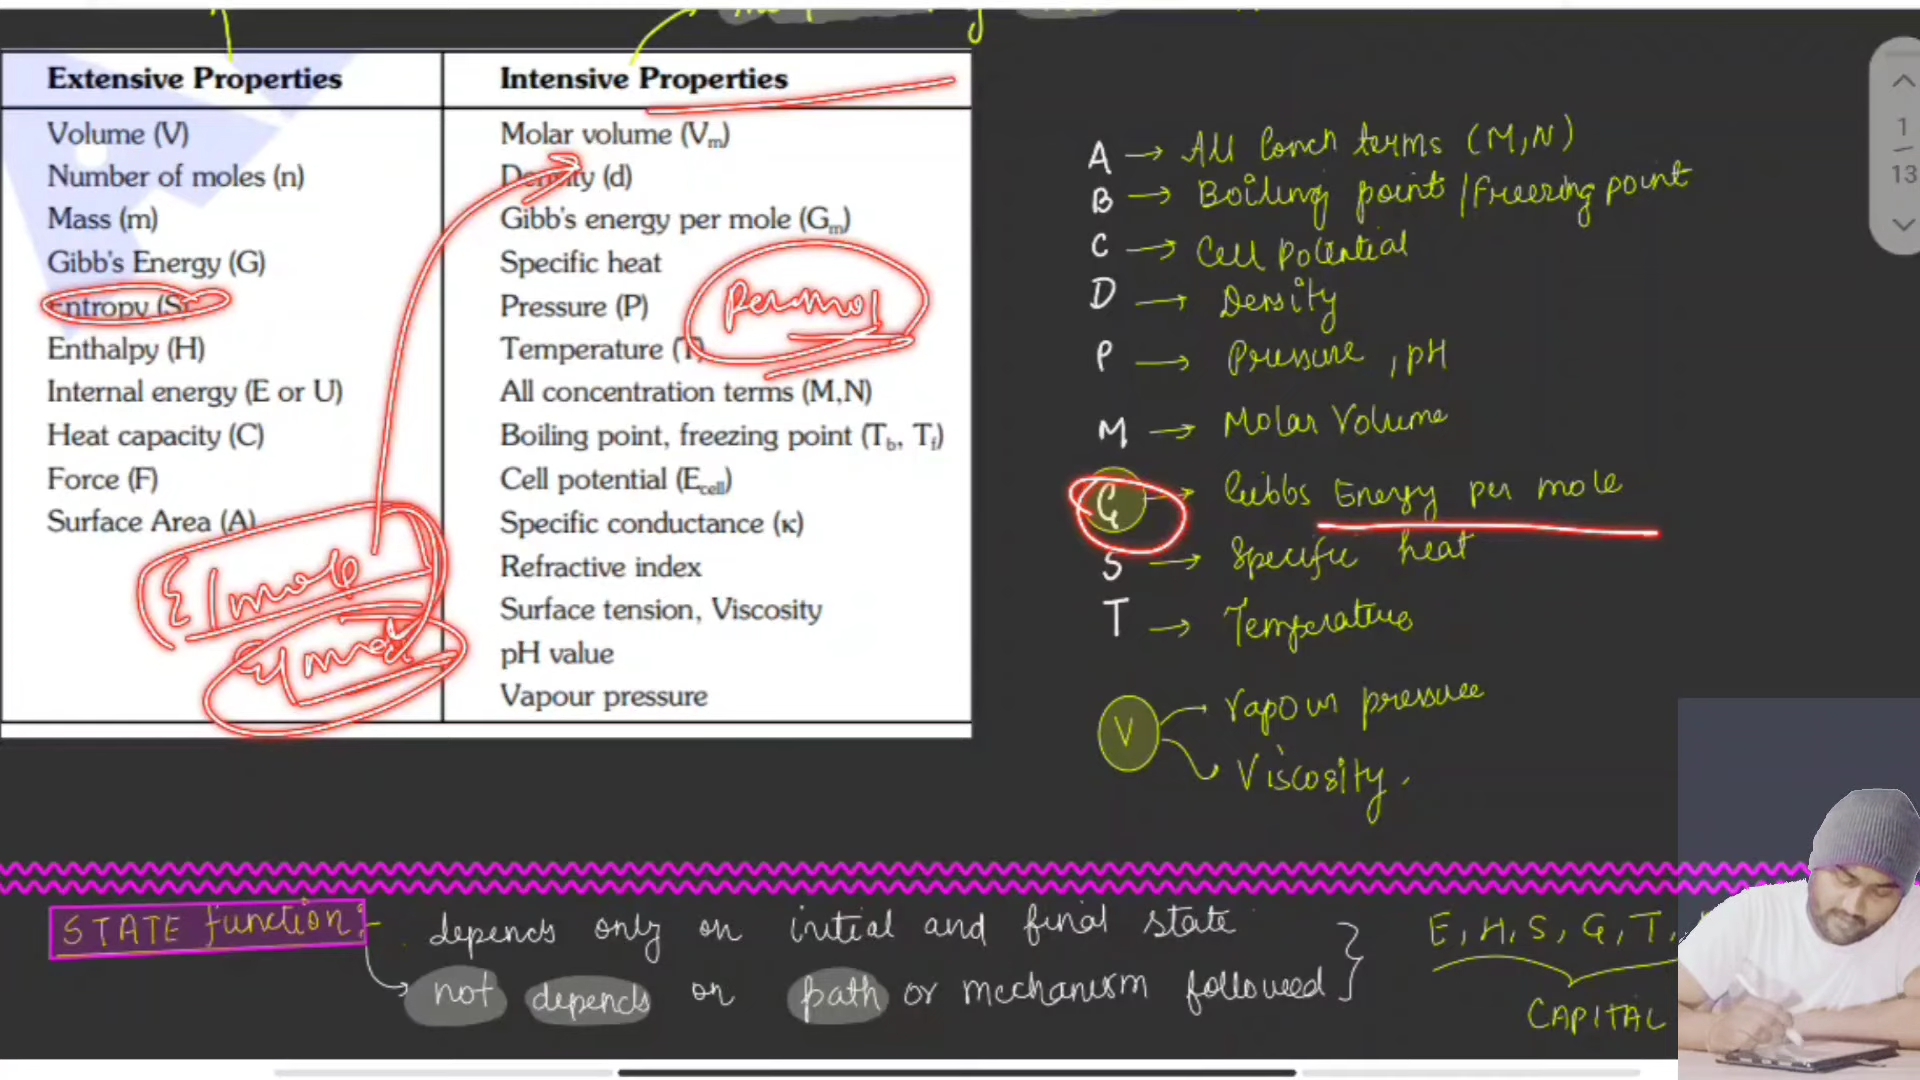 Extensive Properties
Volume (V)
Number of moles (n)
Mass (m)
Gibb's Energy (G)
Entropy (S)
Enthalpy (H)
Internal energy (E or U)
Heat capacity (C)
Force (F)
Surface Area (A)
Intensive Properties
Molar volume (Vm)
Density (d)
Gibb's energy per mole (Gm)
Specific heat
Pressure (P)
Temperature (T)
All concentration terms (M,N)
Boiling point, freezing point (Tb, Tf)
Cell potential (Ecell)
Specific conductance (κ)
Refractive index
Surface tension, Viscosity
pH value
Vapour pressure
per mol
A → All Concn terms (M,N)
B → Boiling point / Freezing point
C → Cell Potential
D → Density
P → Pressure, pH
M → Molar Volume
G → Gibbs Energy per mole
S → Specific heat
T → Temperature
V → Vapour pressure
Viscosity.
1
13
STATE function:-
depends only on initial and final state
not depends on path or mechanism followed
E, H, S, G, T,
CAPITAL